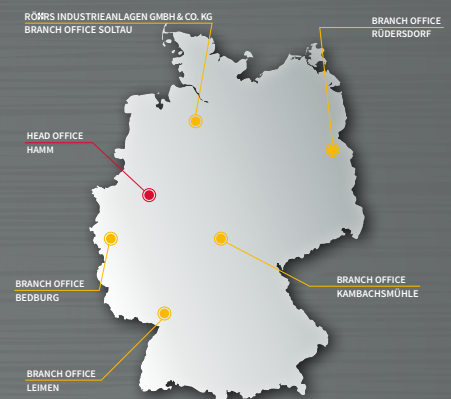 RÖHRS INDUSTRIEANLAGEN GMBH & CO. KG
BRANCH OFFICE SOLTAU
BRANCH OFFICE
RÜDERSDORF
HEAD OFFICE
HAMM
BRANCH OFFICE
BEDBURG
BRANCH OFFICE
KAMBACHSMÜHLE
BRANCH OFFICE
LEIMEN